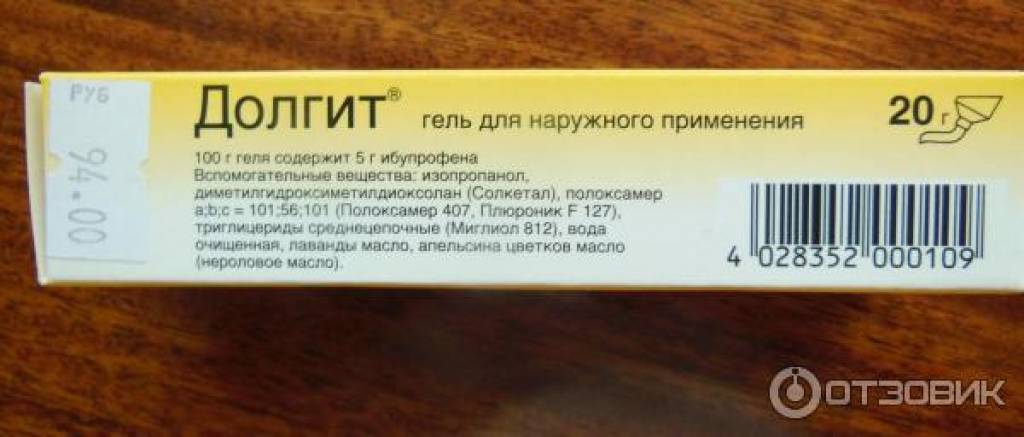 РУБ
94.00
Долгит®
гель для наружного применения
20 г
100 г геля содержит 5 г ибупрофена
Вспомогательные вещества: изопропанол,
диметилгидроксиметилдиоксолан (Солкетал), полоксамер
a;b;c = 101;56;101 (Полоксамер 407, Плюроник F 127),
триглицериды среднецепочные (Миглиол 812), вода
очищенная, лаванды масло, апельсина цветков масло
(нероловое масло).
4 028352 000109
ОТЗОВИК